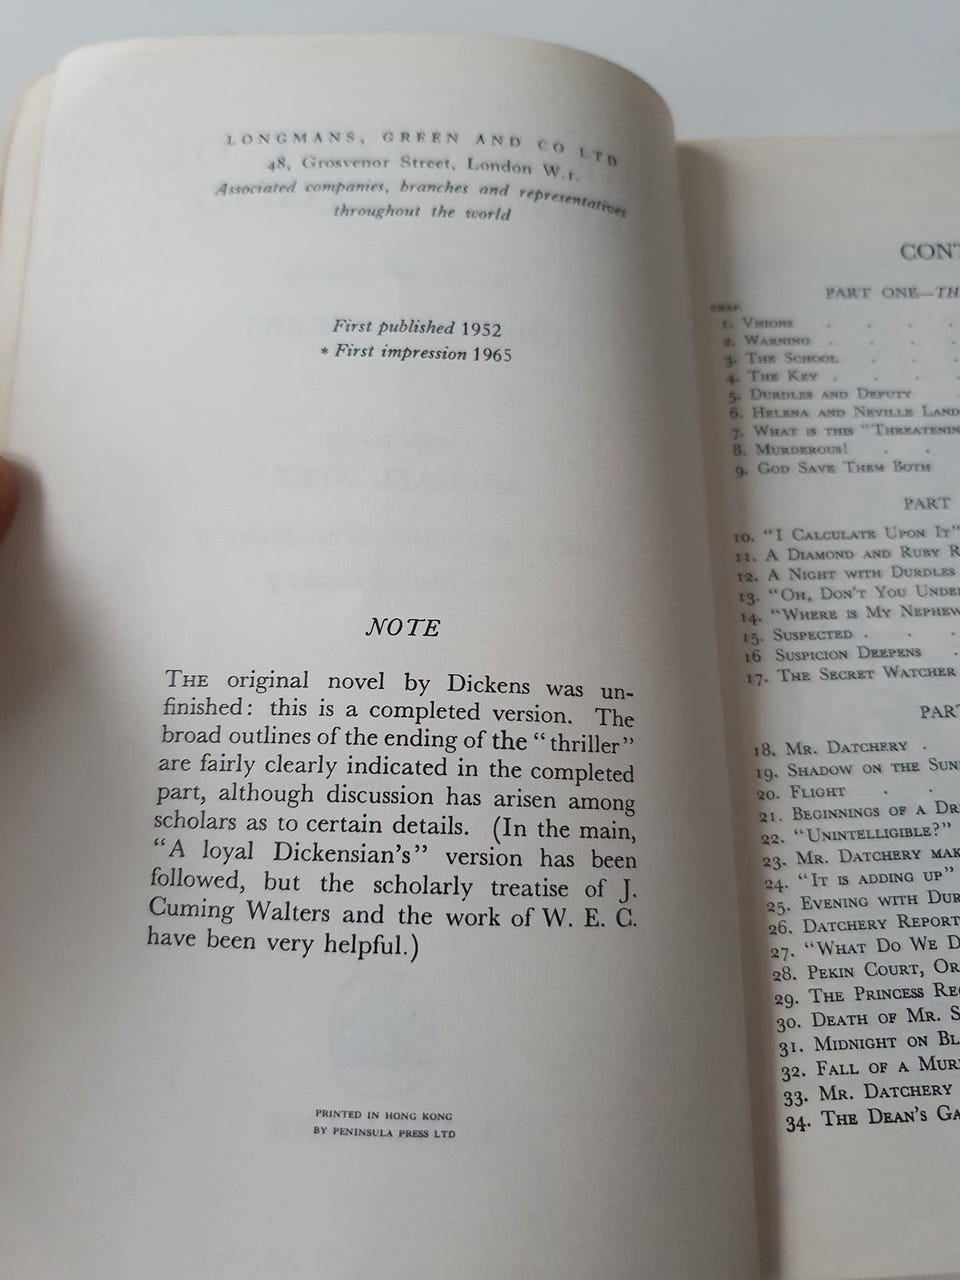 LONGMANS, GREEN AND CO LTD
48, Grosvenor Street, London W.1.
Associated companies, branches and representatives
throughout the world
First published 1952
* First impression 1965
NOTE
THE original novel by Dickens was un-
finished: this is a completed version. The
broad outlines of the ending of the "thriller"
are fairly clearly indicated in the completed
part, although discussion has arisen among
scholars as to certain details. (In the main,
"A loyal Dickensian's" version has been
followed, but the scholarly treatise of J.
Cuming Walters and the work of W. E. C.
have been very helpful.)
PRINTED IN HONG KONG
BY PENINSULA PRESS LTD
CONT
PART ONE—TH
CHAP.
1. VISIONS . . .
2. WARNING . . .
3. THE SCHOOL . .
4. THE KEY . . . .
5. DURDLES AND DEPUTY .
6. HELENA AND NEVILLE LAND
7. WHAT IS THIS "THREATENIN
8. MURDEROUS! . .
9. GOD SAVE THEM BOTH
PART
10. "I CALCULATE UPON IT"
11. A DIAMOND AND RUBY R
12. A NIGHT WITH DURDLES
13. "OH, DON'T YOU UNDE
14. "WHERE IS MY NEPHEW
15. SUSPECTED . . .
16 SUSPICION DEEPENS .
17. THE SECRET WATCHER
PART
18. MR. DATCHERY .
19. SHADOW ON THE SUN
20. FLIGHT . .
21. BEGINNINGS OF A DR
22. "UNINTELLIGIBLE?"
23. MR. DATCHERY MAK
24. "IT IS ADDING UP"
25. EVENING WITH DUR
26. DATCHERY REPORT
27. "WHAT DO WE D
28. PEKIN COURT, OR
29. THE PRINCESS RE
30. DEATH OF MR. S
31. MIDNIGHT ON BL
32. FALL OF A MUR
33. MR. DATCHERY
34. THE DEAN'S GA